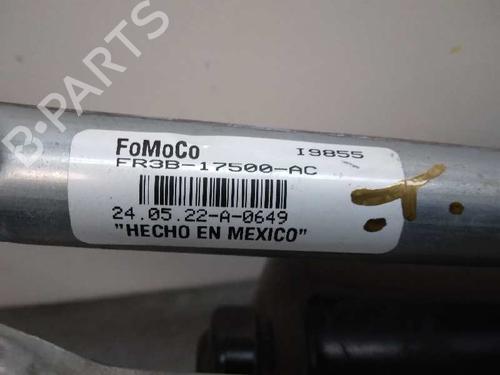 B-PARTS
FoMoCo I9855
FR3B-17500-AC
24.05.22-A-0649
"HECHO EN MEXICO"